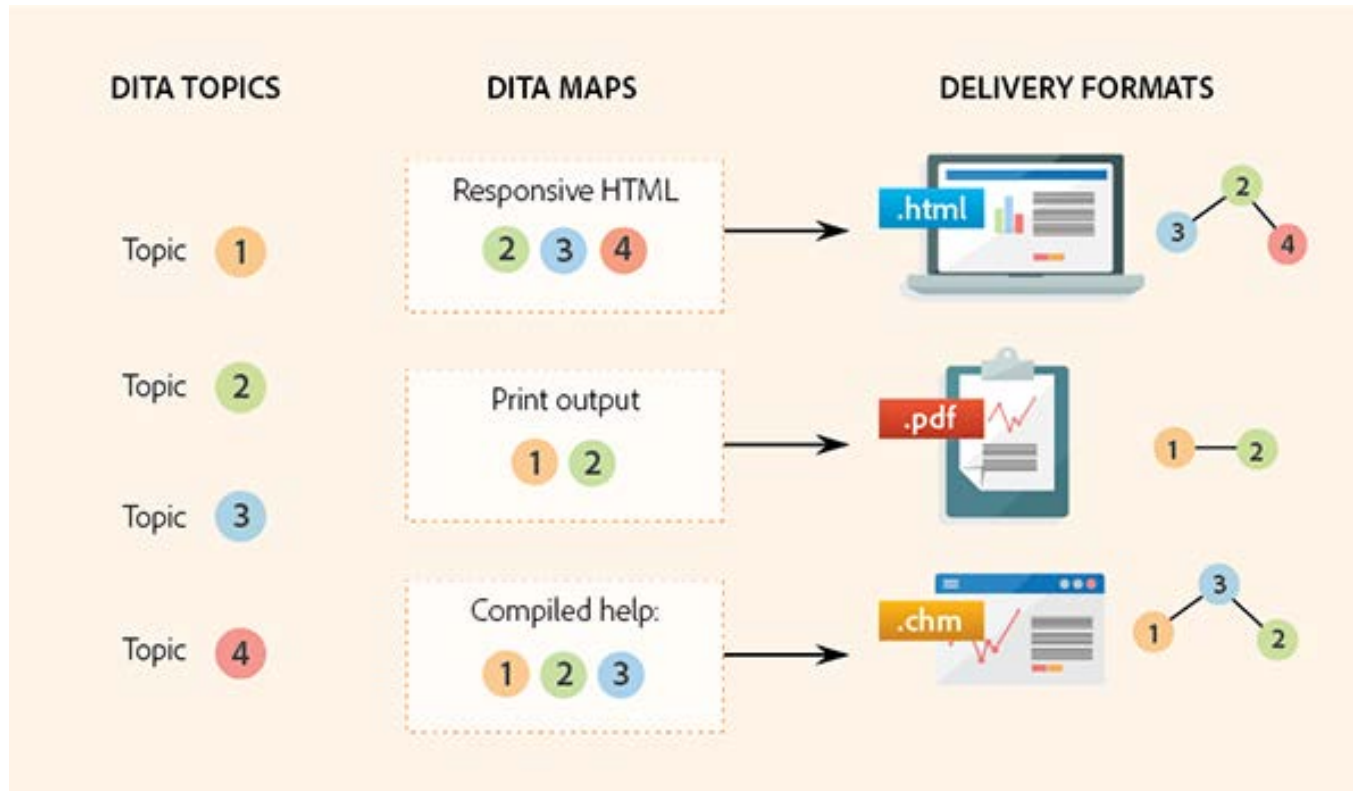 DITA TOPICS
DITA MAPS
DELIVERY FORMATS
Topic 1
Topic 2
Topic 3
Topic 4
Responsive HTML
2 3 4
Print output
1 2
Compiled help:
1 2 3
.html
2
3
4
.pdf
1 2
.chm
3
1
2